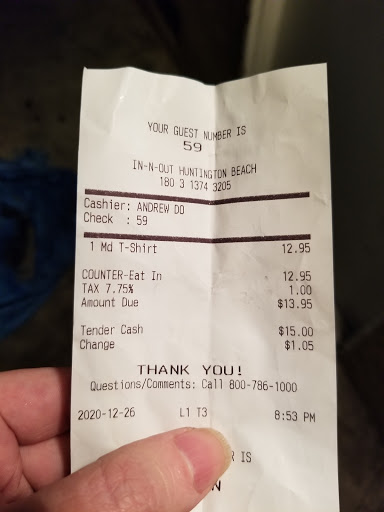 YOUR GUEST NUMBER IS
59
IN-N-OUT HUNTINGTON BEACH
180 3 1374 3205
Cashier: ANDREW DO
Check : 59
1 Md T-Shirt 12.95
COUNTER-Eat In 12.95
TAX 7.75% 1.00
Amount Due $13.95
Tender Cash $15.00
Change $1.05
THANK YOU!
Questions/Comments: Call 800-786-1000
2020-12-26 L1 T3 8:53 PM
IS